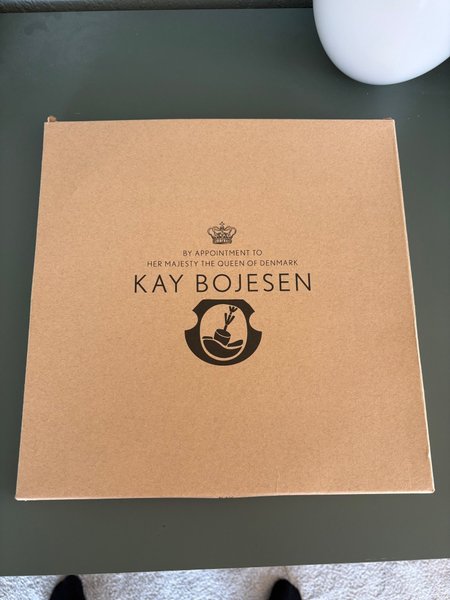 BY APPOINTMENT TO
HER MAJESTY THE QUEEN OF DENMARK
KAY BOJESEN